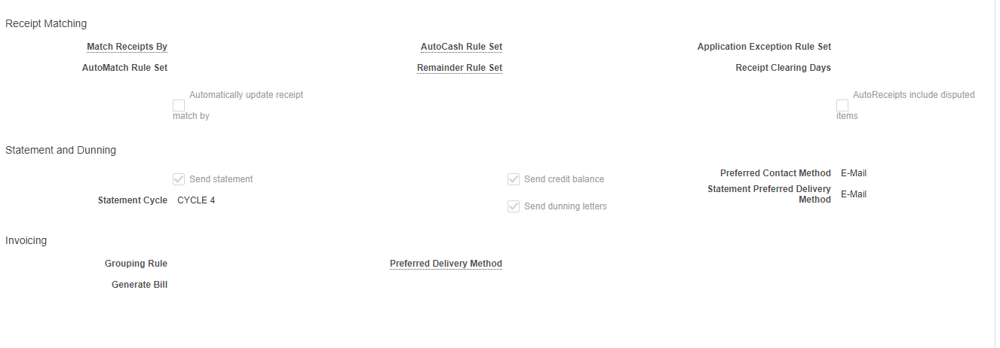 Receipt Matching
Match Receipts By
AutoCash Rule Set
Application Exception Rule Set
AutoMatch Rule Set
Remainder Rule Set
Receipt Clearing Days
Automatically update receipt
match by
AutoReceipts include disputed
items
Statement and Dunning
Send statement
Send credit balance
Preferred Contact Method E-Mail
Statement Cycle CYCLE 4
Send dunning letters
Statement Preferred Delivery
Method E-Mail
Invoicing
Grouping Rule
Preferred Delivery Method
Generate Bill